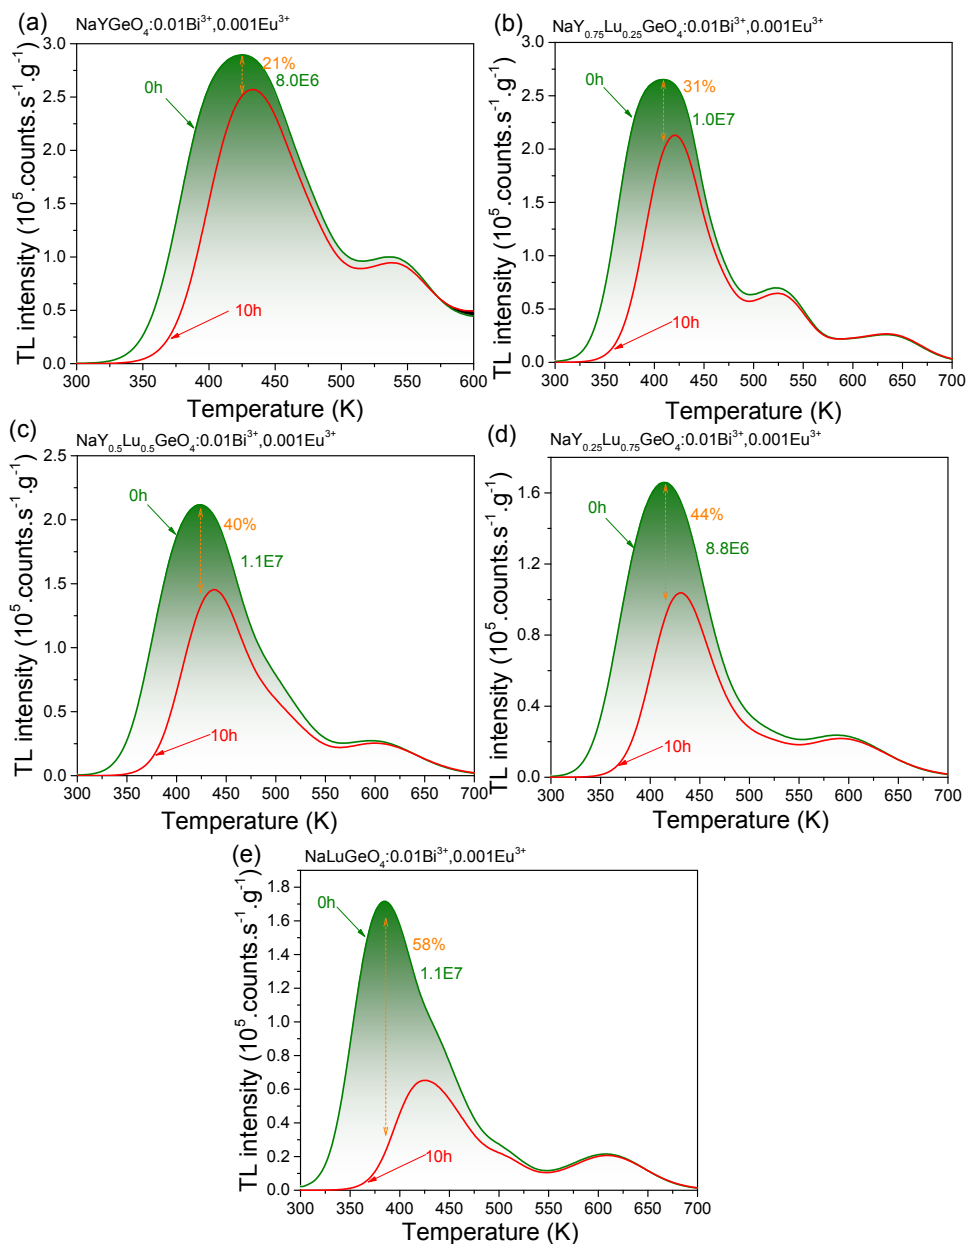 (a)
NaYGeO₄:0.01Bi³⁺,0.001Eu³⁺
TL intensity (10⁵.counts.s⁻¹.g⁻¹)
3.0
2.5
2.0
1.5
1.0
0.5
0.0
0h
21%
8.0E6
10h
300 350 400 450 500 550 600
Temperature (K)
(b)
NaY₀.₇₅Lu₀.₂₅GeO₄:0.01Bi³⁺,0.001Eu³⁺
TL intensity (10⁵.counts.s⁻¹.g⁻¹)
3.0
2.5
2.0
1.5
1.0
0.5
0.0
0h
31%
1.0E7
10h
300 350 400 450 500 550 600 650 700
Temperature (K)
(c)
NaY₀.₅Lu₀.₅GeO₄:0.01Bi³⁺,0.001Eu³⁺
TL intensity (10⁵.counts.s⁻¹.g⁻¹)
2.5
2.0
1.5
1.0
0.5
0.0
0h
40%
1.1E7
10h
300 350 400 450 500 550 600 650 700
Temperature (K)
(d)
NaY₀.₂₅Lu₀.₇₅GeO₄:0.01Bi³⁺,0.001Eu³⁺
TL intensity (10⁵.counts.s⁻¹.g⁻¹)
1.6
1.2
0.8
0.4
0.0
0h
44%
8.8E6
10h
300 350 400 450 500 550 600 650 700
Temperature (K)
(e)
NaLuGeO₄:0.01Bi³⁺,0.001Eu³⁺
TL intensity (10⁵.counts.s⁻¹.g⁻¹)
1.8
1.6
1.4
1.2
1.0
0.8
0.6
0.4
0.2
0.0
0h
58%
1.1E7
10h
300 350 400 450 500 550 600 650 700
Temperature (K)